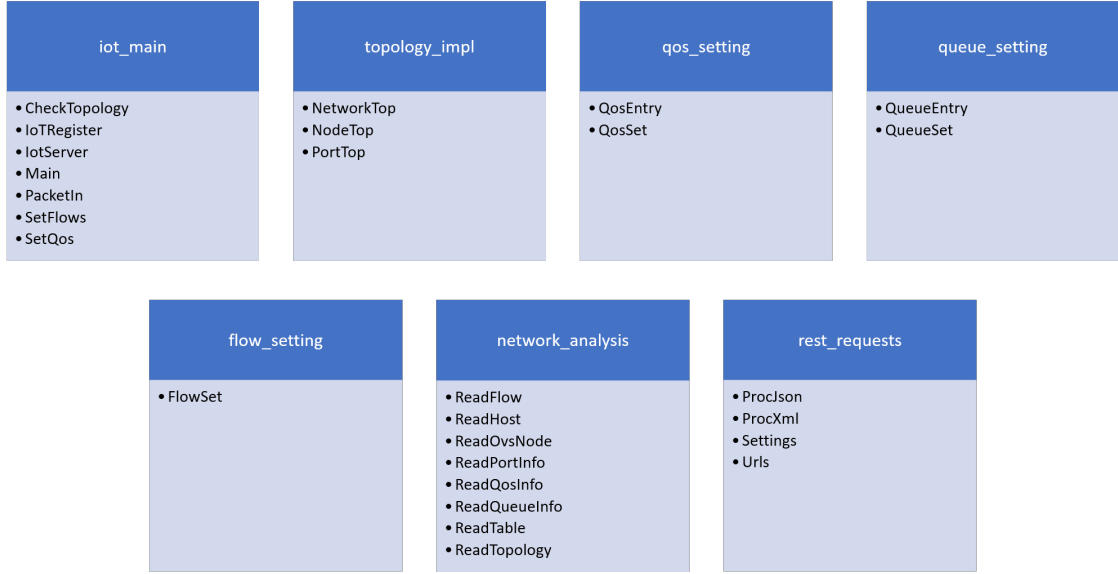 iot_main
• CheckTopology
• IoTRegister
• IotServer
• Main
• PacketIn
• SetFlows
• SetQos
topology_impl
• NetworkTop
• NodeTop
• PortTop
qos_setting
• QosEntry
• QosSet
queue_setting
• QueueEntry
• QueueSet
flow_setting
• FlowSet
network_analysis
• ReadFlow
• ReadHost
• ReadOvsNode
• ReadPortInfo
• ReadQosInfo
• ReadQueueInfo
• ReadTable
• ReadTopology
rest_requests
• ProcJson
• ProcXml
• Settings
• Urls